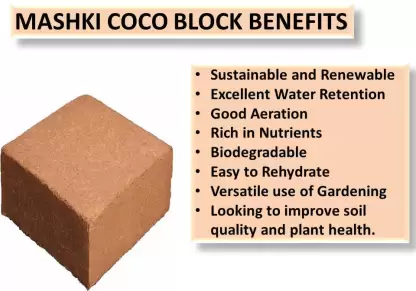 MASHKI COCO BLOCK BENEFITS
• Sustainable and Renewable
• Excellent Water Retention
• Good Aeration
• Rich in Nutrients
• Biodegradable
• Easy to Rehydrate
• Versatile use of Gardening
• Looking to improve soil
quality and plant health.